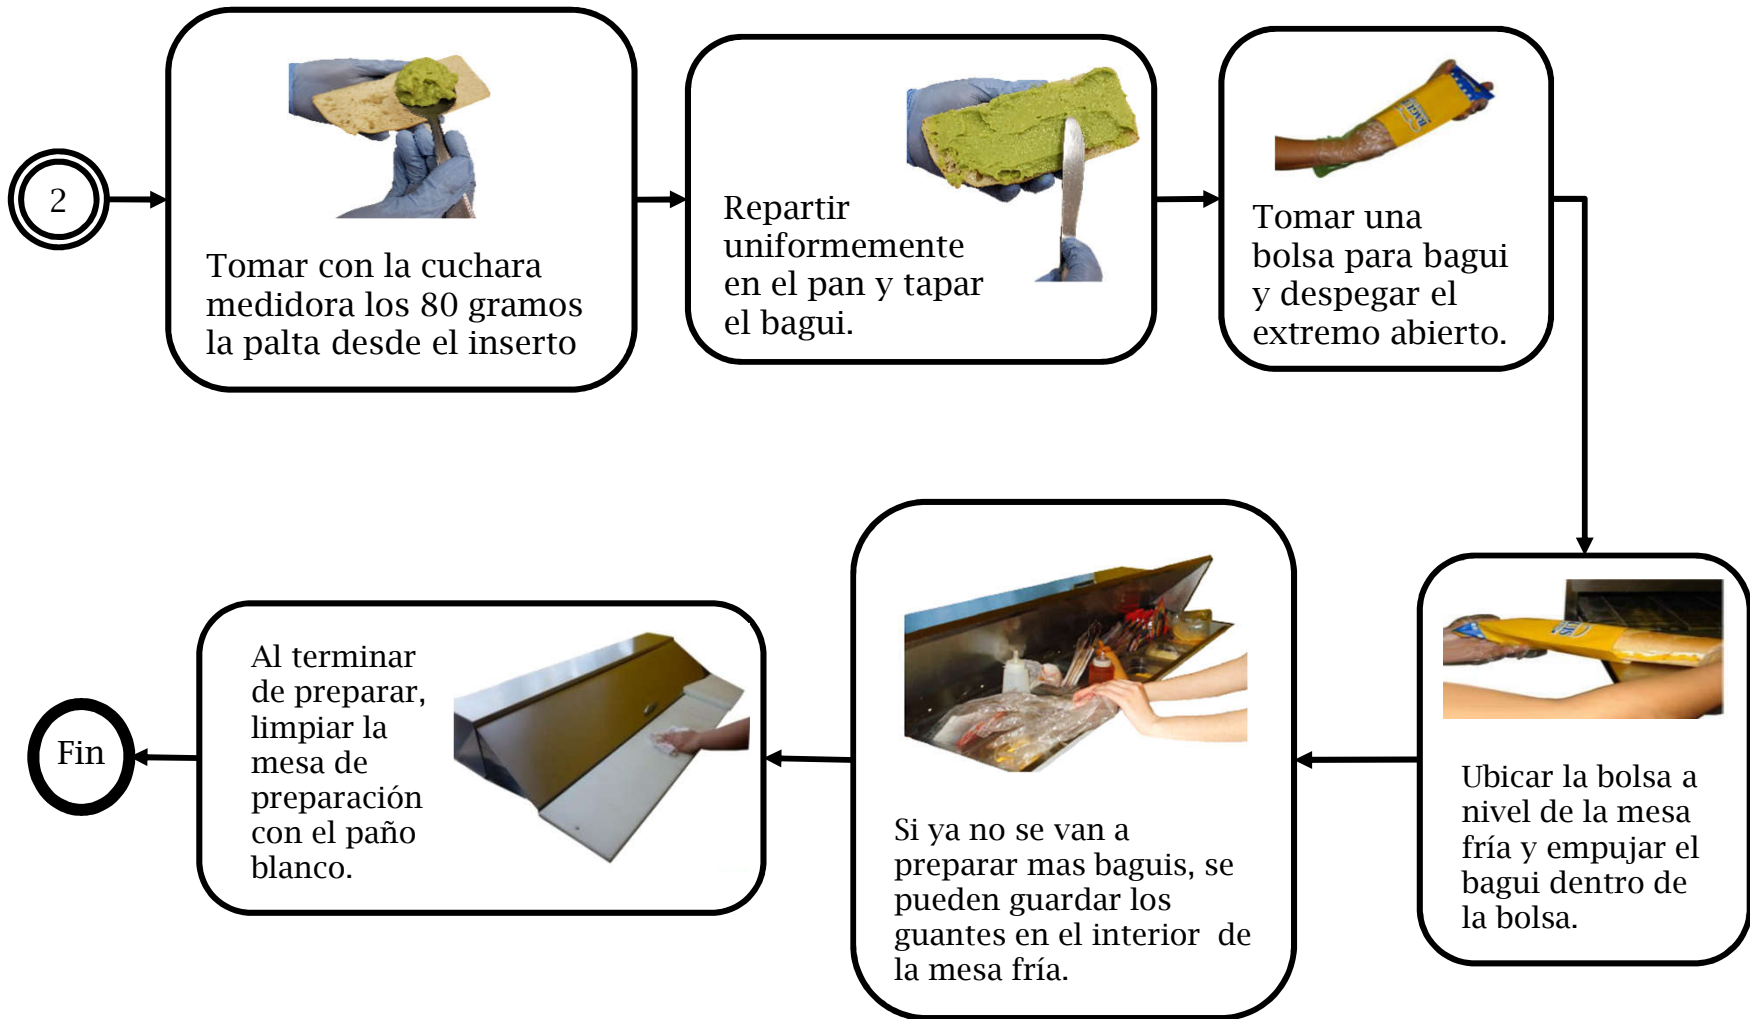 2
Tomar con la cuchara
medidora los 80 gramos
la palta desde el inserto
Repartir
uniformemente
en el pan y tapar
el bagui.
Tomar una
bolsa para bagui
y despegar el
extremo abierto.
Ubicar la bolsa a
nivel de la mesa
fría y empujar el
bagui dentro de
la bolsa.
Si ya no se van a
preparar mas baguis, se
pueden guardar los
guantes en el interior de
la mesa fría.
Al terminar
de preparar,
limpiar la
mesa de
preparación
con el paño
blanco.
Fin